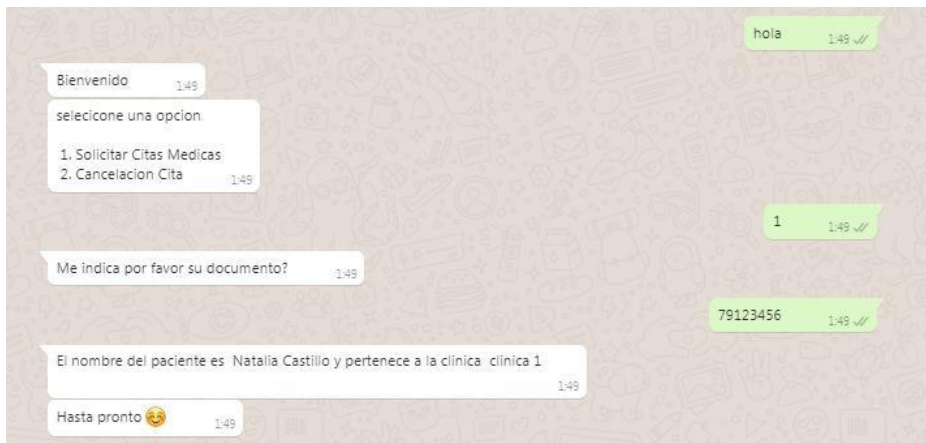 hola 1:49
Bienvenido 1:49
selecicone una opcion
1. Solicitar Citas Medicas
2. Cancelacion Cita 1:49
1 1:49
Me indica por favor su documento? 1:49
79123456 1:49
El nombre del paciente es Natalia Castillo y pertenece a la clinica clinica 1
1:49
Hasta pronto 😊 1:49